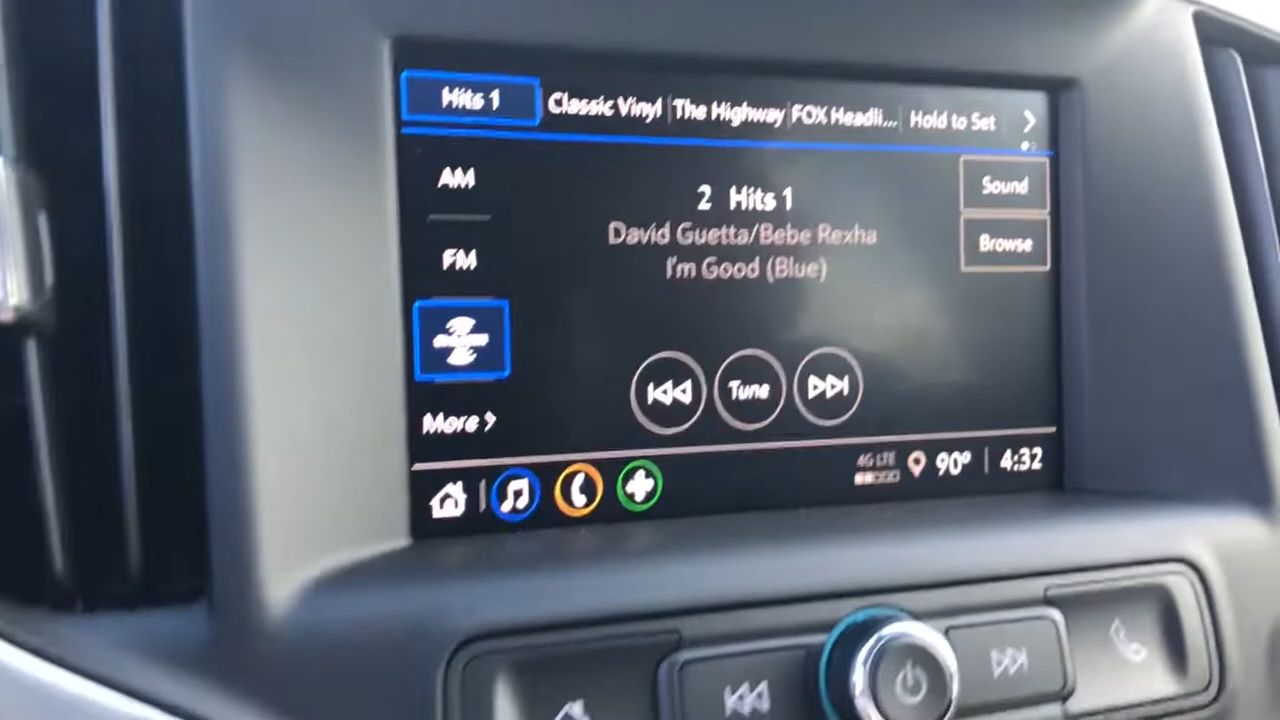 Hits 1
Classic Vinyl
The Highway
FOX Headli...
Hold to Set
AM
2 Hits 1
Sound
David Guetta/Bebe Rexha
Browse
FM
I'm Good (Blue)
Tune
More
4G LTE
90°
4:32